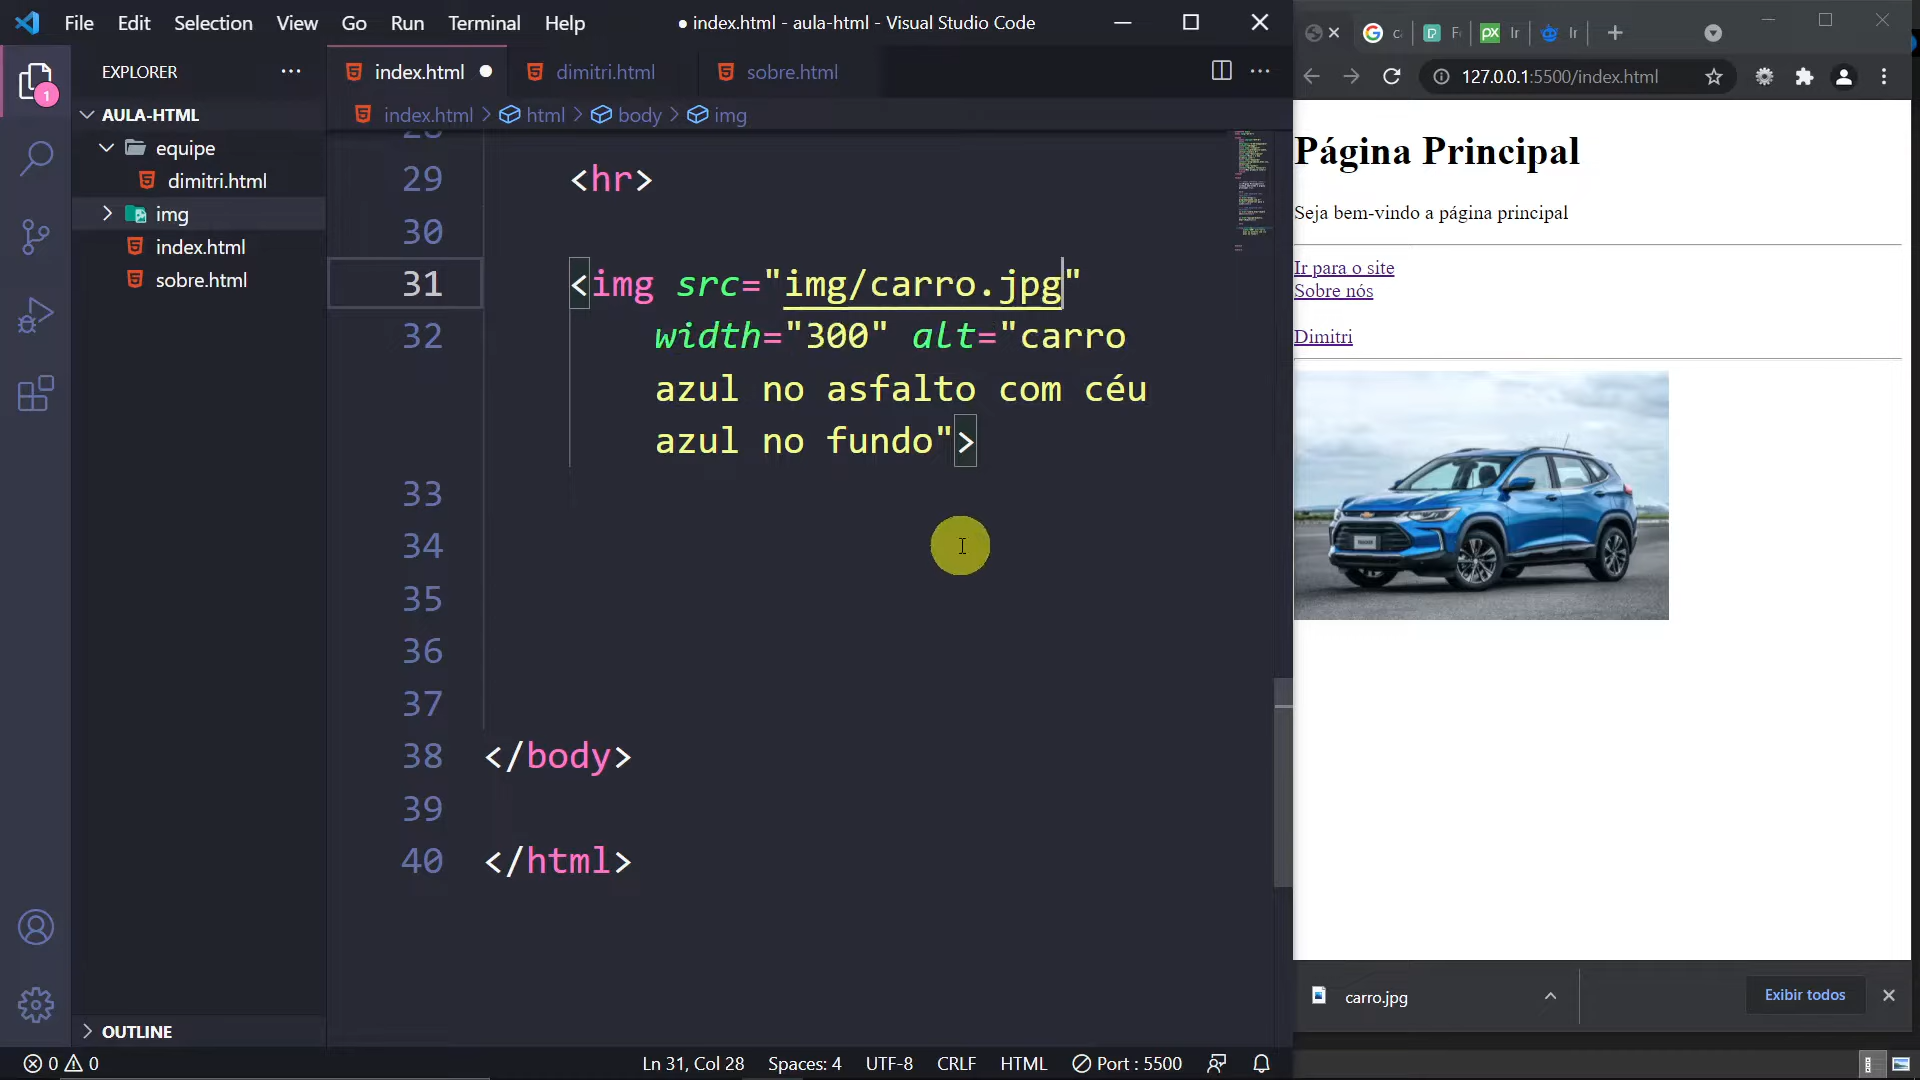 File Edit Selection View Go Run Terminal Help
● index.html - aula-html - Visual Studio Code
EXPLORER
1
AULA-HTML
equipe
dimitri.html
img
index.html
sobre.html
OUTLINE
index.html dimitri.html sobre.html
index.html > html > body > img
29 <hr>
30
31 <img src="img/carro.jpg"
32 width="300" alt="carro
azul no asfalto com céu
azul no fundo">
33
34
35
36
37
38 </body>
39
40 </html>
0 0
Ln 31, Col 28 Spaces: 4 UTF-8 CRLF HTML Port : 5500
127.0.0.1:5500/index.html
Página Principal
Seja bem-vindo a página principal
Ir para o site
Sobre nós
Dimitri
carro.jpg
Exibir todos